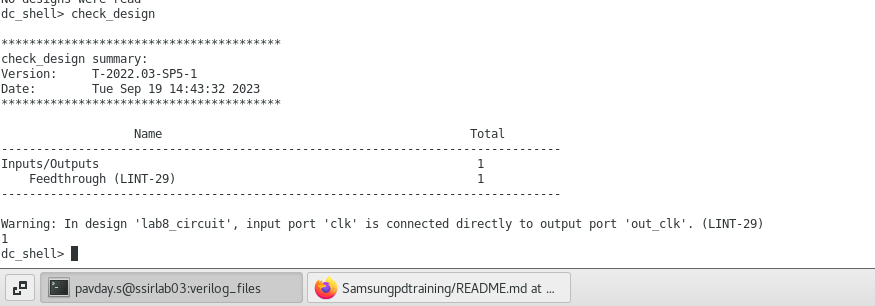 No designs were read
dc_shell> check_design
****************************************
check_design summary:
Version:     T-2022.03-SP5-1
Date:        Tue Sep 19 14:43:32 2023
****************************************
                   Name                                            Total
--------------------------------------------------------------------------------
Inputs/Outputs                                                      1
    Feedthrough (LINT-29)                                           1
--------------------------------------------------------------------------------
Warning: In design 'lab8_circuit', input port 'clk' is connected directly to output port 'out_clk'. (LINT-29)
1
dc_shell>
pavday.s@ssirlab03:verilog_files
Samsungpdtraining/README.md at ...